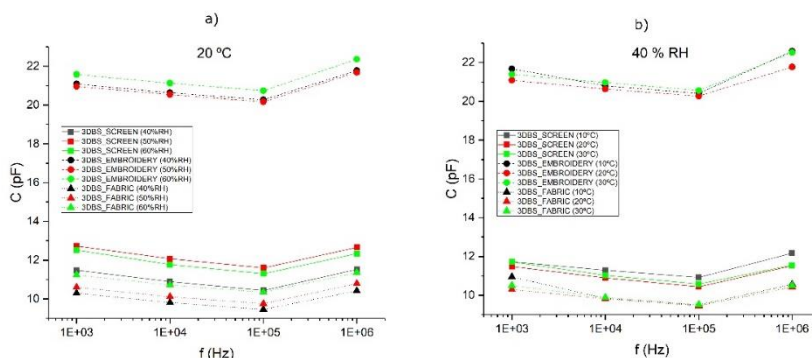 a)
20 ºC
22
20
18
16
14
12
10
C (pF)
3DBS_SCREEN (40%RH)
3DBS_SCREEN (50%RH)
3DBS_SCREEN (60%RH)
3DBS_EMBROIDERY (40%RH)
3DBS_EMBROIDERY (50%RH)
3DBS_EMBROIDERY (60%RH)
3DBS_FABRIC (40%RH)
3DBS_FABRIC (50%RH)
3DBS_FABRIC (60%RH)
1E+03 1E+04 1E+05 1E+06
f (Hz)
b)
40 % RH
22
20
18
16
14
12
10
C (pF)
3DBS_SCREEN (10ºC)
3DBS_SCREEN (20ºC)
3DBS_SCREEN (30ºC)
3DBS_EMBROIDERY (10ºC)
3DBS_EMBROIDERY (20ºC)
3DBS_EMBROIDERY (30ºC)
3DBS_FABRIC (10ºC)
3DBS_FABRIC (20ºC)
3DBS_FABRIC (30ºC)
1E+03 1E+04 1E+05 1E+06
f (Hz)